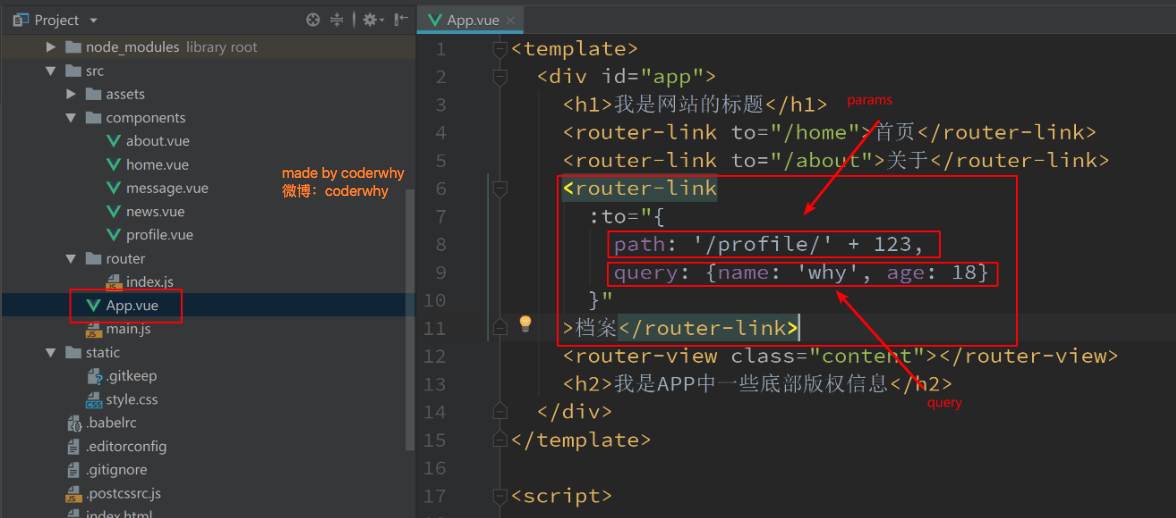 Project
node_modules library root
src
assets
components
about.vue
home.vue
message.vue
news.vue
profile.vue
router
index.js
App.vue
main.js
static
.gitkeep
style.css
.babelrc
.editorconfig
.gitignore
.postcssrc.js
index.html
made by coderwhy
微博：coderwhy
App.vue
1 <template>
2 <div id="app">
3 <h1>我是网站的标题</h1>
params
4 <router-link to="/home">首页</router-link>
5 <router-link to="/about">关于</router-link>
6 <router-link
7 :to="{
8 path: '/profile/' + 123,
9 query: {name: 'why', age: 18}
10 }"
11 >档案</router-link>
12 <router-view class="content"></router-view>
13 <h2>我是APP中一些底部版权信息</h2>
query
14 </div>
15 </template>
16
17 <script>